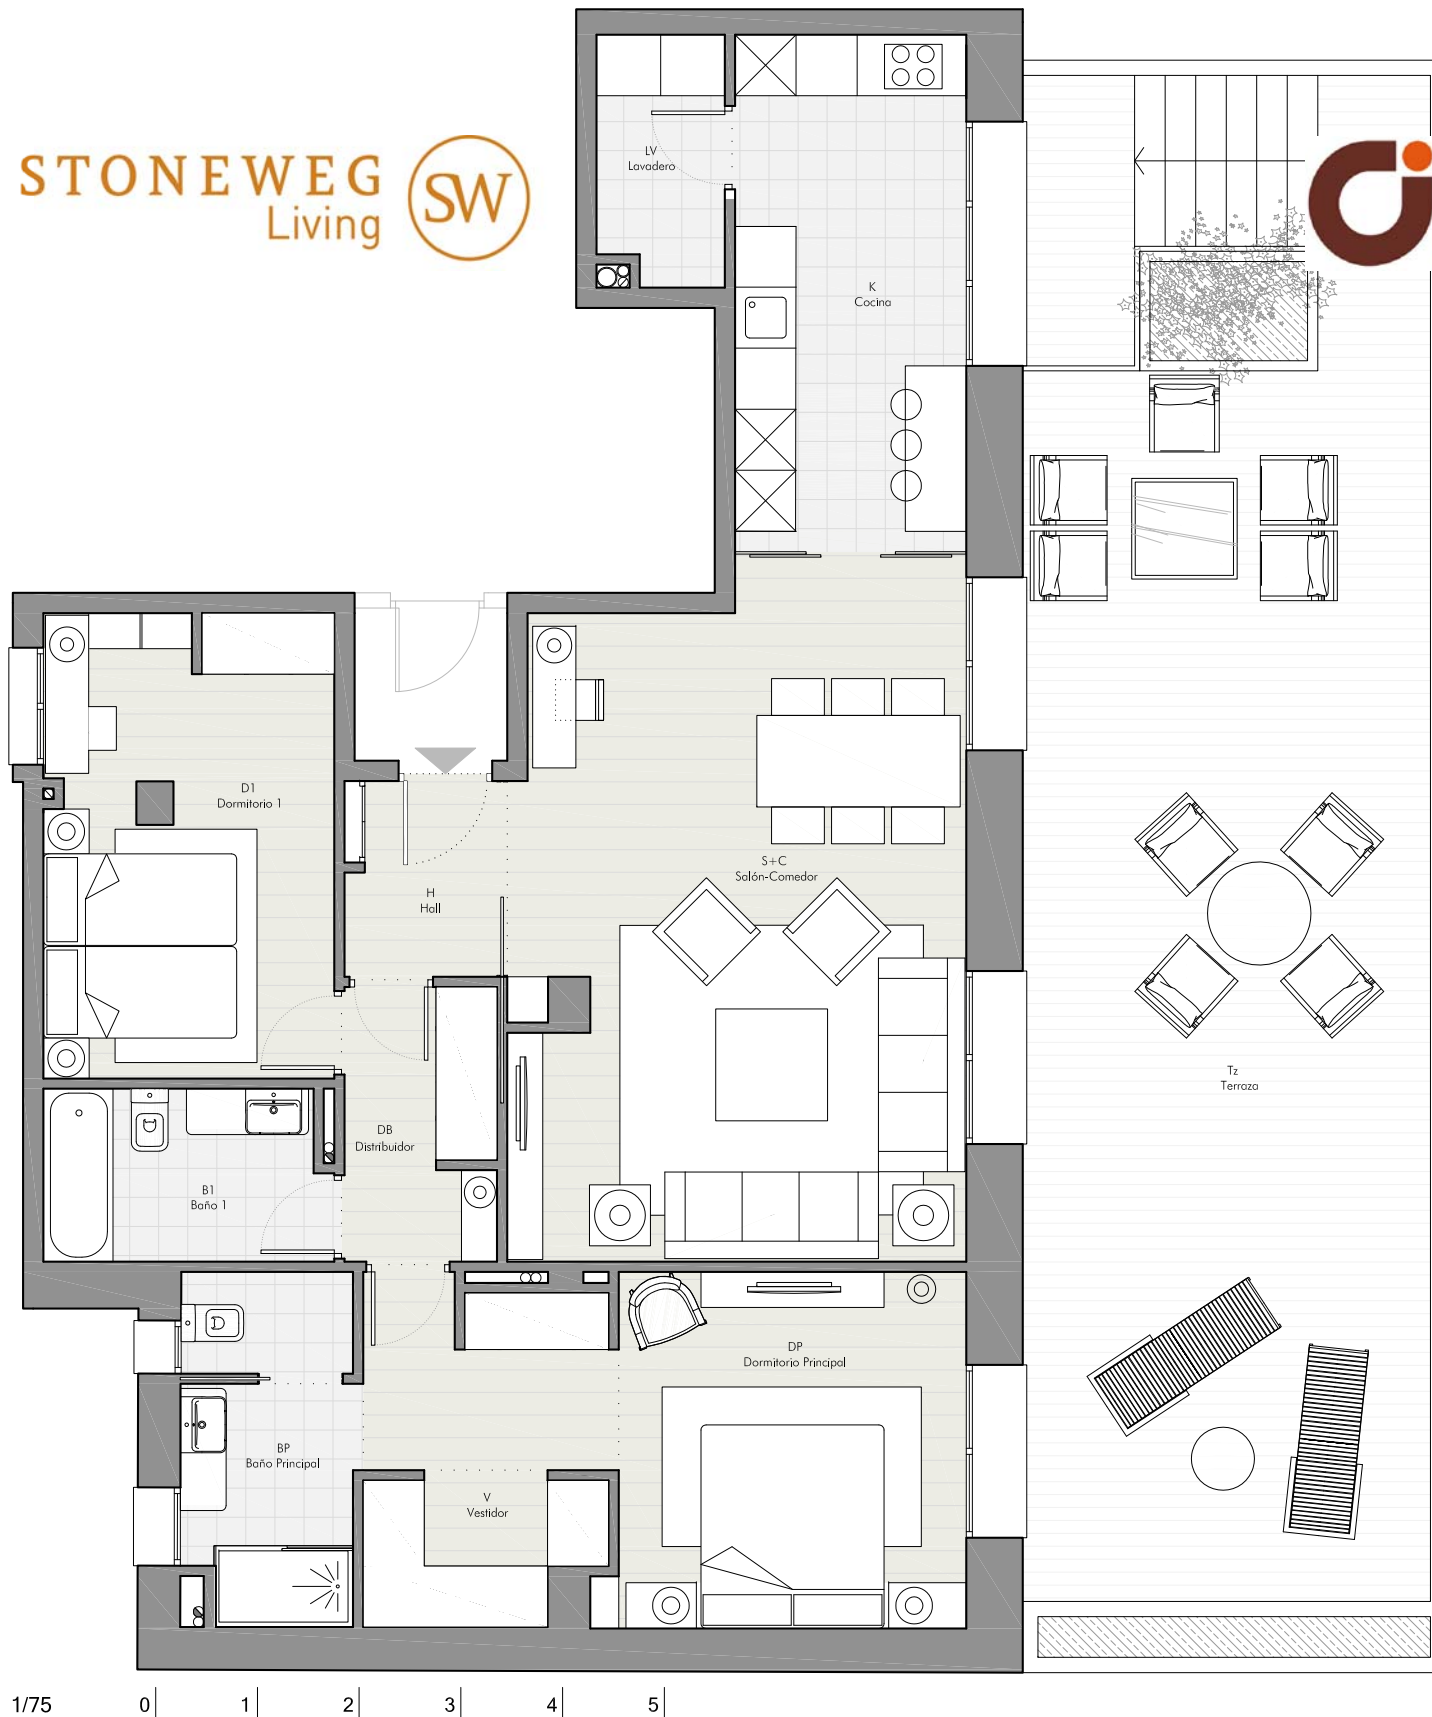 STONEWEG
Living
SW
LV
Lavadero
K
Cocina
D1
Dormitorio 1
S+C
Salón-Comedor
H
Hall
Tz
Terraza
DB
Distribuidor
B1
Baño 1
DP
Dormitorio Principal
BP
Baño Principal
V
Vestidor
1/75 0 1 2 3 4 5